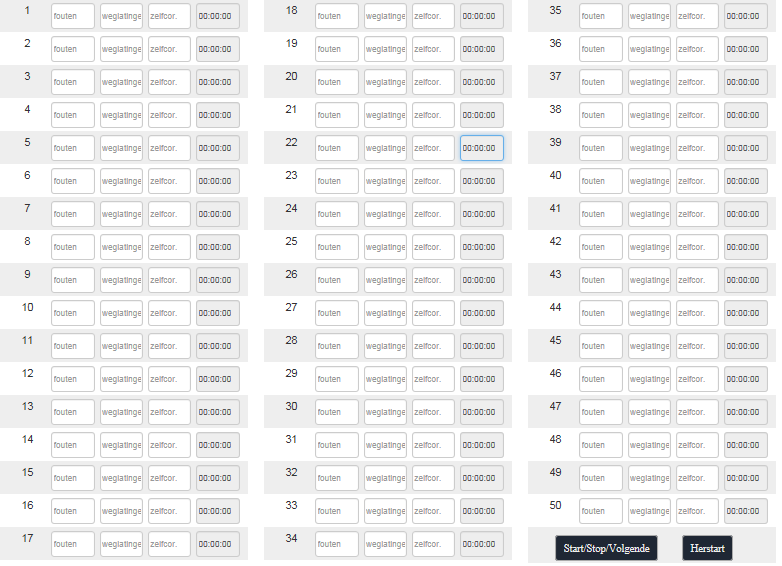 1 fouten weglatinge zelfcor. 00:00:00
2 fouten weglatinge zelfcor. 00:00:00
3 fouten weglatinge zelfcor. 00:00:00
4 fouten weglatinge zelfcor. 00:00:00
5 fouten weglatinge zelfcor. 00:00:00
6 fouten weglatinge zelfcor. 00:00:00
7 fouten weglatinge zelfcor. 00:00:00
8 fouten weglatinge zelfcor. 00:00:00
9 fouten weglatinge zelfcor. 00:00:00
10 fouten weglatinge zelfcor. 00:00:00
11 fouten weglatinge zelfcor. 00:00:00
12 fouten weglatinge zelfcor. 00:00:00
13 fouten weglatinge zelfcor. 00:00:00
14 fouten weglatinge zelfcor. 00:00:00
15 fouten weglatinge zelfcor. 00:00:00
16 fouten weglatinge zelfcor. 00:00:00
17 fouten weglatinge zelfcor. 00:00:00
18 fouten weglatinge zelfcor. 00:00:00
19 fouten weglatinge zelfcor. 00:00:00
20 fouten weglatinge zelfcor. 00:00:00
21 fouten weglatinge zelfcor. 00:00:00
22 fouten weglatinge zelfcor. 00:00:00
23 fouten weglatinge zelfcor. 00:00:00
24 fouten weglatinge zelfcor. 00:00:00
25 fouten weglatinge zelfcor. 00:00:00
26 fouten weglatinge zelfcor. 00:00:00
27 fouten weglatinge zelfcor. 00:00:00
28 fouten weglatinge zelfcor. 00:00:00
29 fouten weglatinge zelfcor. 00:00:00
30 fouten weglatinge zelfcor. 00:00:00
31 fouten weglatinge zelfcor. 00:00:00
32 fouten weglatinge zelfcor. 00:00:00
33 fouten weglatinge zelfcor. 00:00:00
34 fouten weglatinge zelfcor. 00:00:00
35 fouten weglatinge zelfcor. 00:00:00
36 fouten weglatinge zelfcor. 00:00:00
37 fouten weglatinge zelfcor. 00:00:00
38 fouten weglatinge zelfcor. 00:00:00
39 fouten weglatinge zelfcor. 00:00:00
40 fouten weglatinge zelfcor. 00:00:00
41 fouten weglatinge zelfcor. 00:00:00
42 fouten weglatinge zelfcor. 00:00:00
43 fouten weglatinge zelfcor. 00:00:00
44 fouten weglatinge zelfcor. 00:00:00
45 fouten weglatinge zelfcor. 00:00:00
46 fouten weglatinge zelfcor. 00:00:00
47 fouten weglatinge zelfcor. 00:00:00
48 fouten weglatinge zelfcor. 00:00:00
49 fouten weglatinge zelfcor. 00:00:00
50 fouten weglatinge zelfcor. 00:00:00
Start/Stop/Volgende Herstart